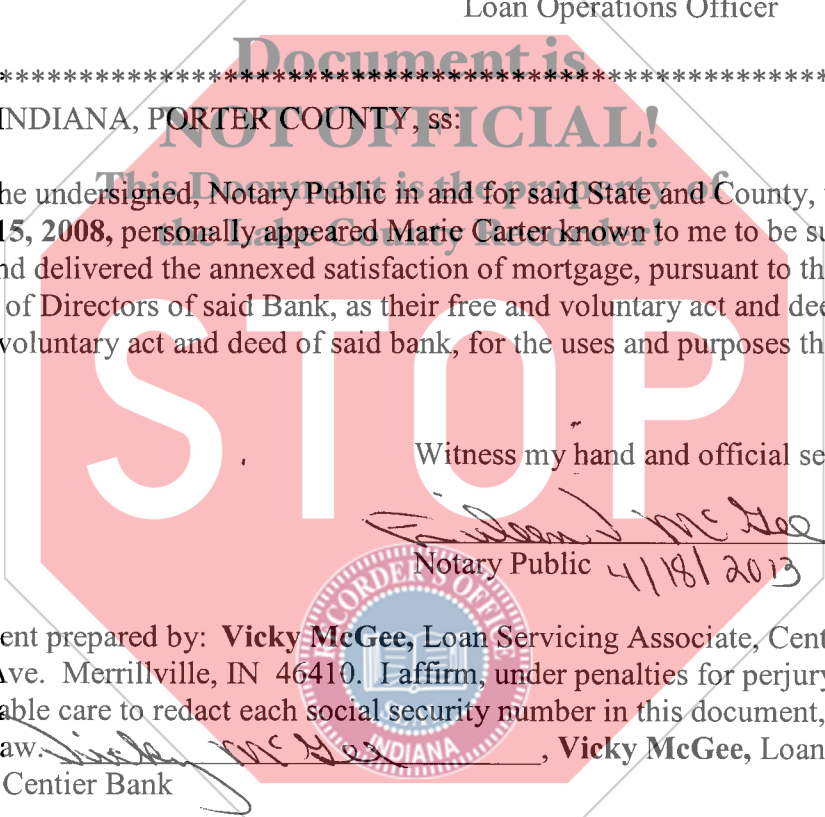 Loan Operations Officer
Document is
****************************************************************
INDIANA, PORTER COUNTY, ss:
NOT OFFICIAL!
he undersigned, Notary Public in and for said State and County,
This Document is the property of
15, 2008, personally appeared Marie Carter known to me to be su
the Lake County Recorder!
nd delivered the annexed satisfaction of mortgage, pursuant to th
of Directors of said Bank, as their free and voluntary act and dee
voluntary act and deed of said bank, for the uses and purposes th
STOP
Witness my hand and official se
Eileen J McGee
Notary Public 4/18/2013
RECORDER'S OFFICE
ent prepared by: Vicky McGee, Loan Servicing Associate, Cent
Ave. Merrillville, IN 46410. I affirm, under penalties for perjury
able care to redact each social security number in this document,
SEAL
aw. Vicky McGee, Vicky McGee, Loan
INDIANA
Centier Bank